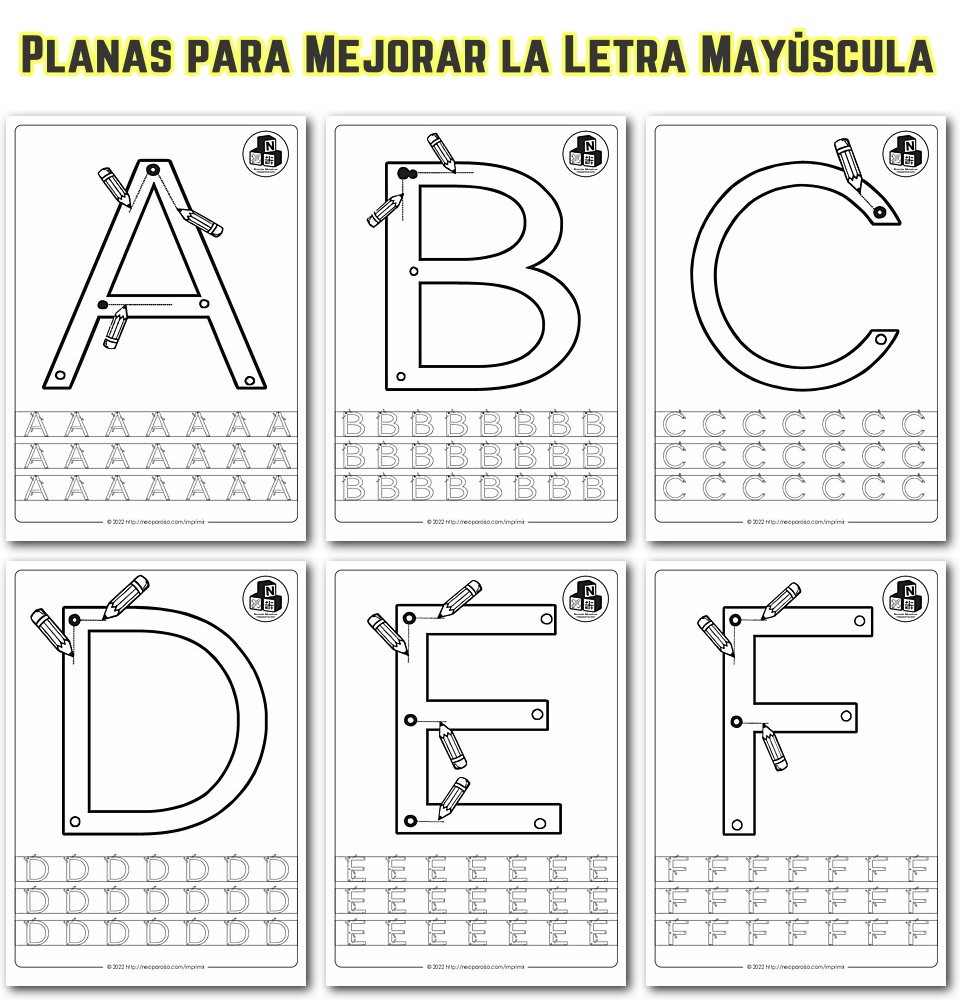 Planas para Mejorar la Letra Mayúscula
N
A
A A A A A A A
A A A A A A A
A A A A A A A
© 2022 http://neoparaiso.com/imprimir
N
B
B B B B B B B B
B B B B B B B B
B B B B B B B B
© 2022 http://neoparaiso.com/imprimir
N
C
C C C C C C C
C C C C C C C
C C C C C C C
© 2022 http://neoparaiso.com/imprimir
N
D
D D D D D D D
D D D D D D D
D D D D D D D
© 2022 http://neoparaiso.com/imprimir
N
E
E E E E E E E
E E E E E E E
E E E E E E E
© 2022 http://neoparaiso.com/imprimir
N
F
F F F F F F F
F F F F F F F
F F F F F F F
© 2022 http://neoparaiso.com/imprimir